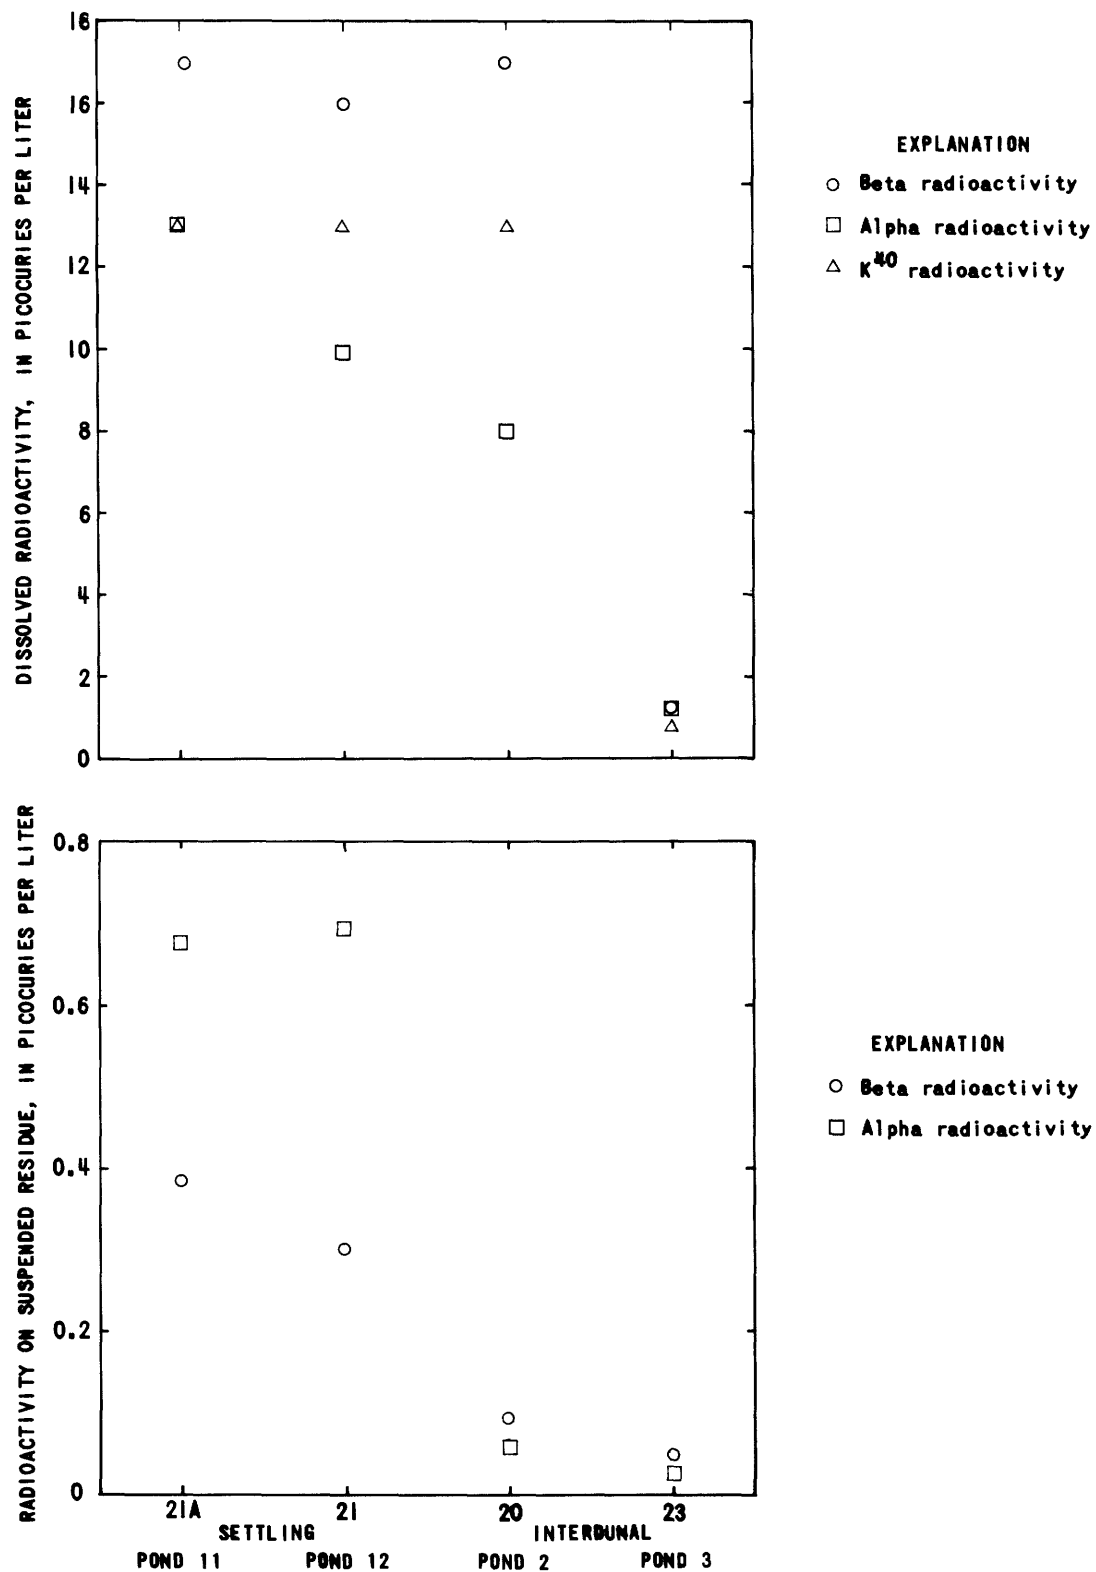 DISSOLVED RADIOACTIVITY, IN PICOCURIES PER LITER
18
16
14
12
10
8
6
4
2
0
EXPLANATION
Beta radioactivity
Alpha radioactivity
K40 radioactivity
RADIOACTIVITY ON SUSPENDED RESIDUE, IN PICOCURIES PER LITER
0.8
0.6
0.4
0.2
0
EXPLANATION
Beta radioactivity
Alpha radioactivity
21A 21 20 23
SETTLING INTERDUNAL
POND 11 POND 12 POND 2 POND 3